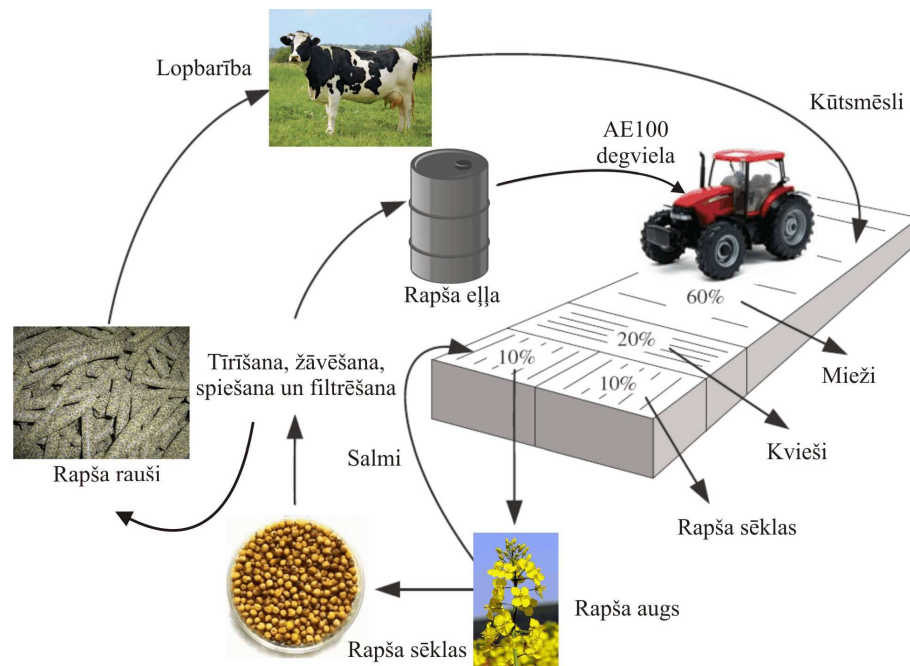 Lopbarība
Kūtsmēsli
AE100
degviela
Rapša eļļa
60%
20%
10%
10%
Mieži
Tīrīšana, žāvēšana,
spiešana un filtrēšana
Kvieši
Salmi
Rapša rauši
Rapša sēklas
Rapša augs
Rapša sēklas